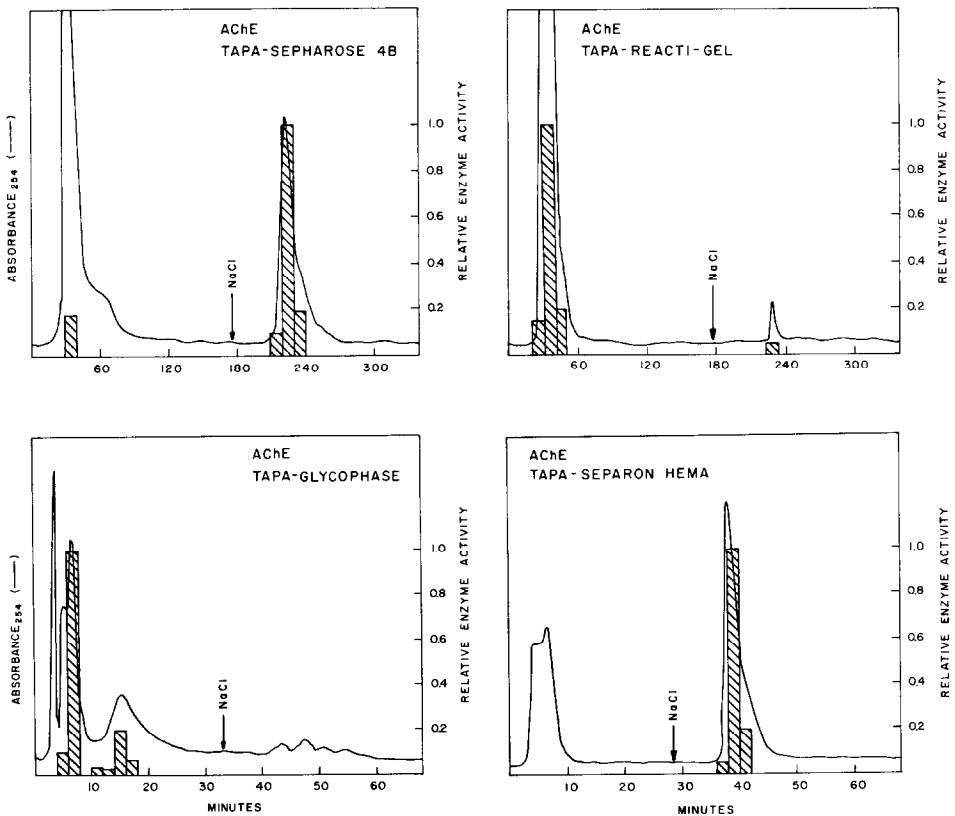 AChE
TAPA-SEPHAROSE 4B
ABSORBANCE254 (——)
NaCl
1.0
0.8
0.6
0.4
0.2
RELATIVE ENZYME ACTIVITY
60 120 180 240 300
AChE
TAPA-REACTI-GEL
NaCl
1.0
0.8
0.6
0.4
0.2
RELATIVE ENZYME ACTIVITY
60 120 180 240 300
AChE
TAPA-GLYCOPHASE
ABSORBANCE254 (——)
NaCl
1.0
0.8
0.6
0.4
0.2
RELATIVE ENZYME ACTIVITY
10 20 30 40 50 60
MINUTES
AChE
TAPA-SEPARON HEMA
NaCl
1.0
0.8
0.6
0.4
0.2
RELATIVE ENZYME ACTIVITY
10 20 30 40 50 60
MINUTES